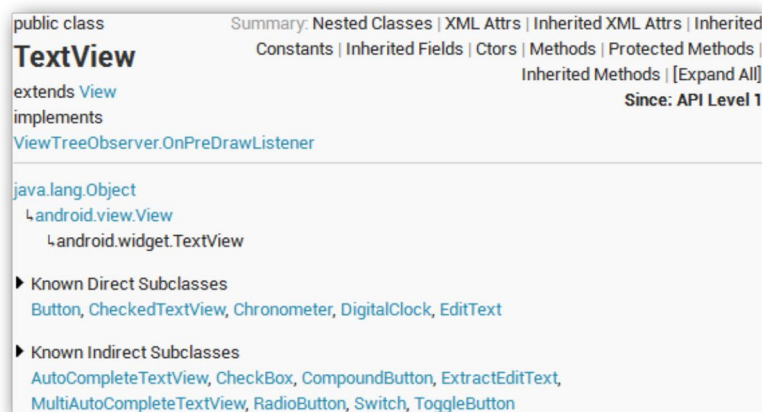 public class
Summary: Nested Classes | XML Attrs | Inherited XML Attrs | Inherited
Constants | Inherited Fields | Ctors | Methods | Protected Methods |
Inherited Methods | [Expand All]
Since: API Level 1
TextView
extends View
implements
ViewTreeObserver.OnPreDrawListener
java.lang.Object
↳android.view.View
↳android.widget.TextView
Known Direct Subclasses
Button, CheckedTextView, Chronometer, DigitalClock, EditText
Known Indirect Subclasses
AutoCompleteTextView, CheckBox, CompoundButton, ExtractEditText,
MultiAutoCompleteTextView, RadioButton, Switch, ToggleButton